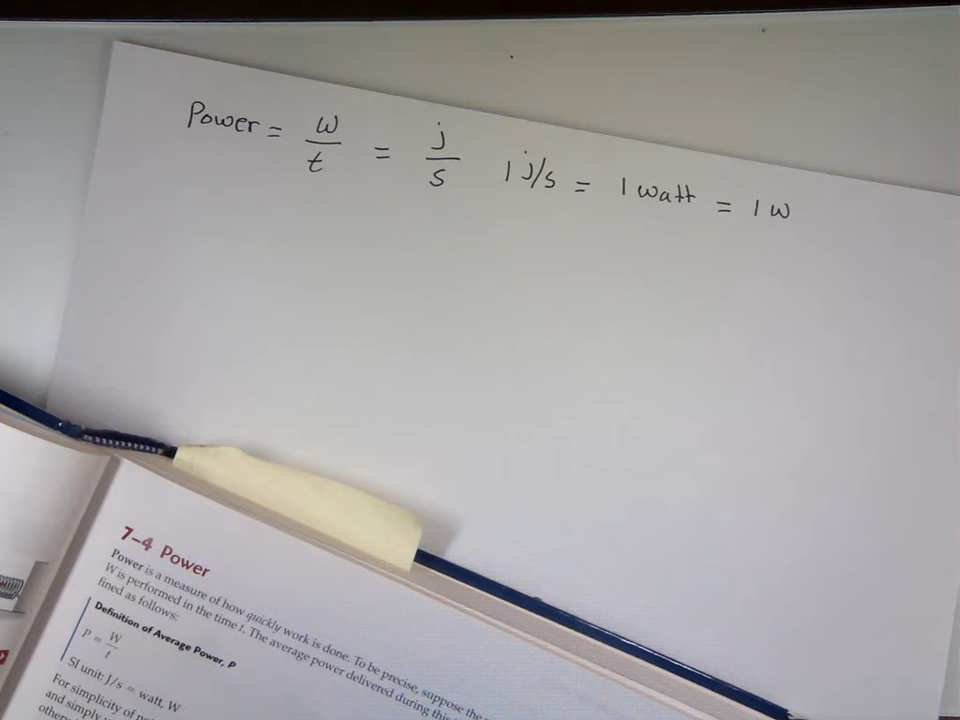 Power = w/t = j/s 1 j/s = 1 watt = 1 w
7–4 Power
Power is a measure of how quickly work is done. To be precise, suppose the
W is performed in the time t. The average power delivered during this
fined as follows:
Definition of Average Power, P
P = W/t
SI unit: J/s = watt, W
For simplicity of
and simply